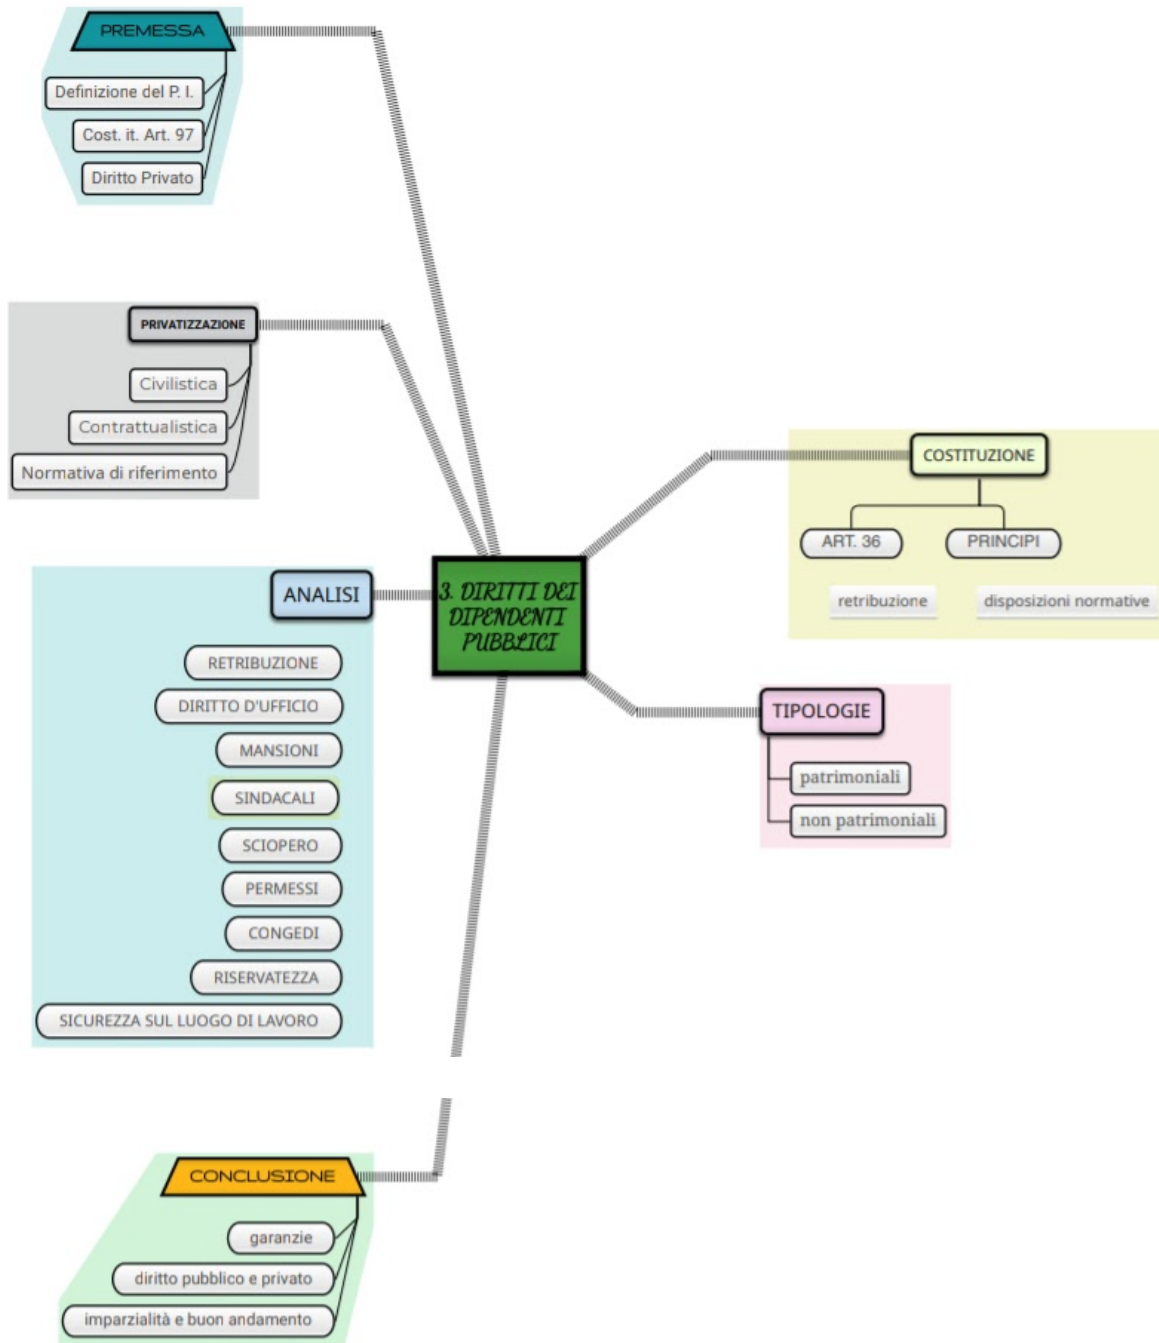 PREMESSA
Definizione del P. I.
Cost. it. Art. 97
Diritto Privato
PRIVATIZZAZIONE
Civilistica
Contrattualistica
Normativa di riferimento
COSTITUZIONE
ART. 36
PRINCIPI
retribuzione
disposizioni normative
3. DIRITTI DEI
DIPENDENTI
PUBBLICI
ANALISI
RETRIBUZIONE
DIRITTO D'UFFICIO
MANSIONI
SINDACALI
SCIOPERO
PERMESSI
CONGEDI
RISERVATEZZA
SICUREZZA SUL LUOGO DI LAVORO
TIPOLOGIE
patrimoniali
non patrimoniali
CONCLUSIONE
garanzie
diritto pubblico e privato
imparzialità e buon andamento